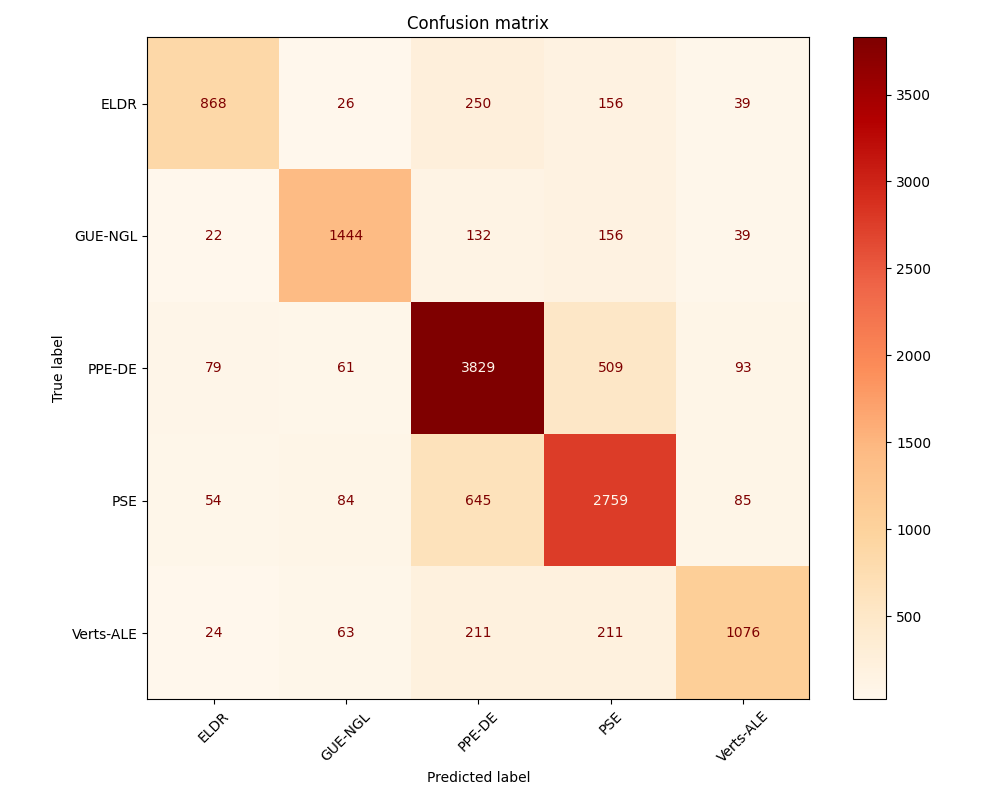 Confusion matrix
ELDR 868 26 250 156 39
GUE-NGL 22 1444 132 156 39
PPE-DE 79 61 3829 509 93
PSE 54 84 645 2759 85
Verts-ALE 24 63 211 211 1076
ELDR GUE-NGL PPE-DE PSE Verts-ALE
Predicted label
True label
3500
3000
2500
2000
1500
1000
500